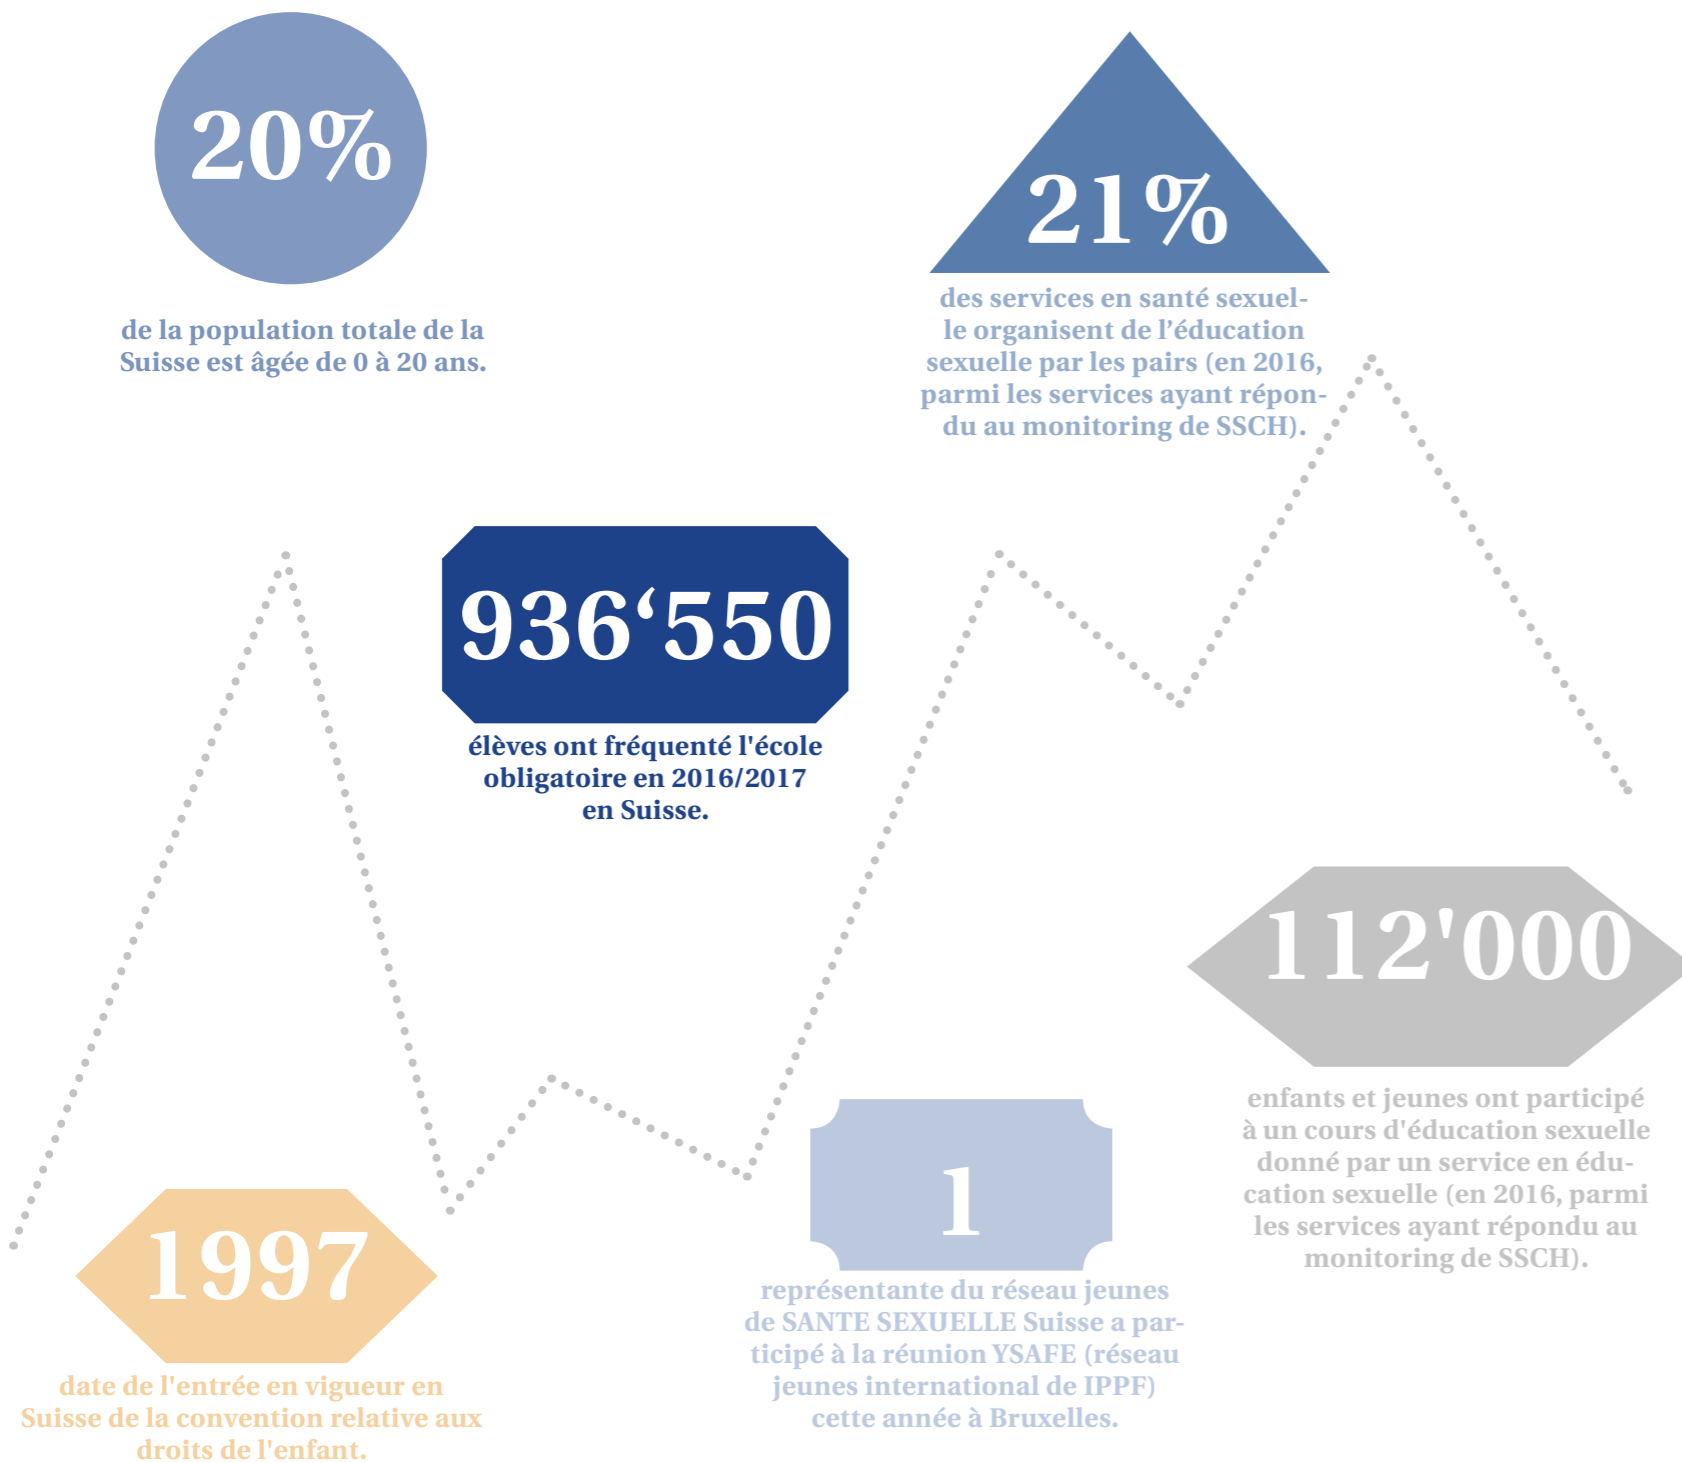 20%
de la population totale de la
Suisse est âgée de 0 à 20 ans.
21%
des services en santé sexuel-
le organisent de l’éducation
sexuelle par les pairs (en 2016,
parmi les services ayant répon-
du au monitoring de SSCH).
936‘550
élèves ont fréquenté l'école
obligatoire en 2016/2017
en Suisse.
112'000
enfants et jeunes ont participé
à un cours d'éducation sexuelle
donné par un service en édu-
cation sexuelle (en 2016, parmi
les services ayant répondu au
monitoring de SSCH).
1
représentante du réseau jeunes
de SANTE SEXUELLE Suisse a par-
ticipé à la réunion YSAFE (réseau
jeunes international de IPPF)
cette année à Bruxelles.
1997
date de l'entrée en vigueur en
Suisse de la convention relative aux
droits de l'enfant.